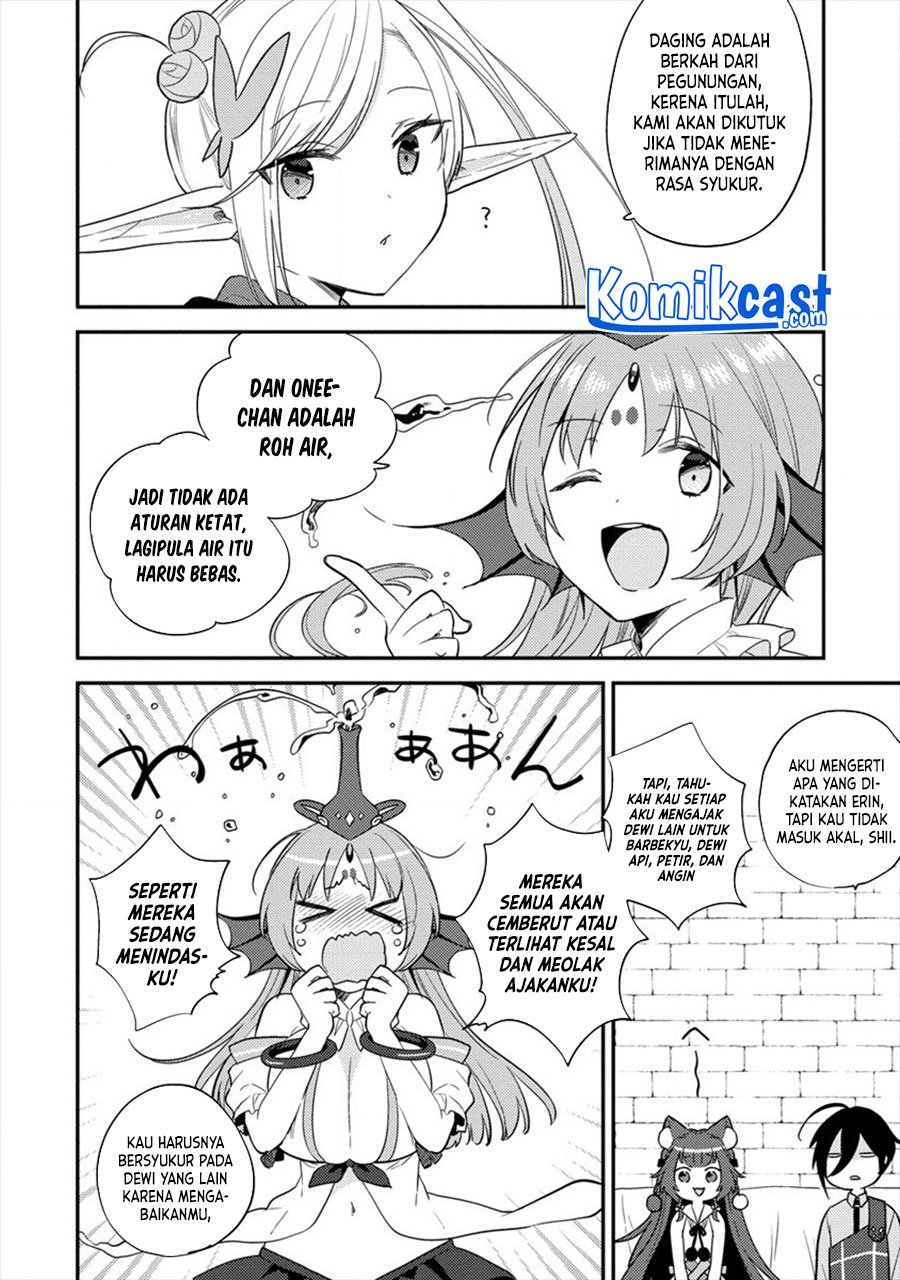 DAGING ADALAH
BERKAH DARI
PEGUNUNGAN,
KERENA ITULAH,
KAMI AKAN DIKUTUK
JIKA TIDAK MENE-
RIMANYA DENGAN
RASA SYUKUR.
?
Komikcast
.com
DAN ONEE-
CHAN ADALAH
ROH AIR,
JADI TIDAK ADA
ATURAN KETAT,
LAGIPULA AIR ITU
HARUS BEBAS.
AKU MENGERTI
APA YANG DI-
KATAKAN ERIN,
TAPI KAU TIDAK
MASUK AKAL, SHII.
TAPI, TAHU-
KAH KAU SETIAP
AKU MENGAJAK
DEWI LAIN UNTUK
BARBEKYU, DEWI
API, PETIR, DAN
ANGIN
わぁぁあん
MEREKA
SEMUA AKAN
CEMBERUT ATAU
TERLIHAT KESAL
DAN MEOLAK
AJAKANKU!
SEPERTI
MEREKA
SEDANG
MENINDAS-
KU!
KAU HARUSNYA
BERSYUKUR PADA
DEWI YANG LAIN
KARENA MENGA-
BAIKANMU,